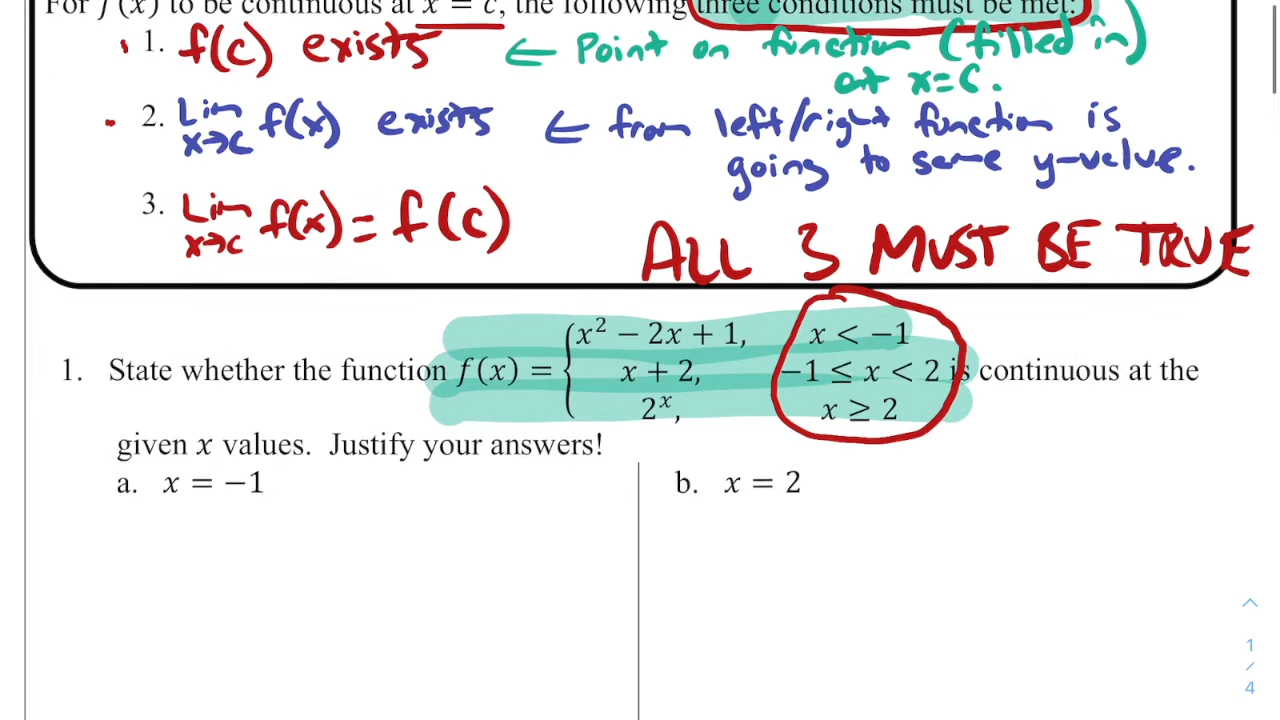 For f(x) to be continuous at x = c, the following three conditions must be met:
1. f(c) exists ← Point on function (filled in)
at x=c.
2. Lim x→c f(x) exists ← from left/right function is
going to same y-value.
3. Lim x→c f(x) = f(c)
ALL 3 MUST BE TRUE
x² − 2x + 1, x < −1
1. State whether the function f(x) = { x + 2, −1 ≤ x < 2 is continuous at the
2ˣ, x ≥ 2
given x values. Justify your answers!
a. x = −1 b. x = 2
1
/
4